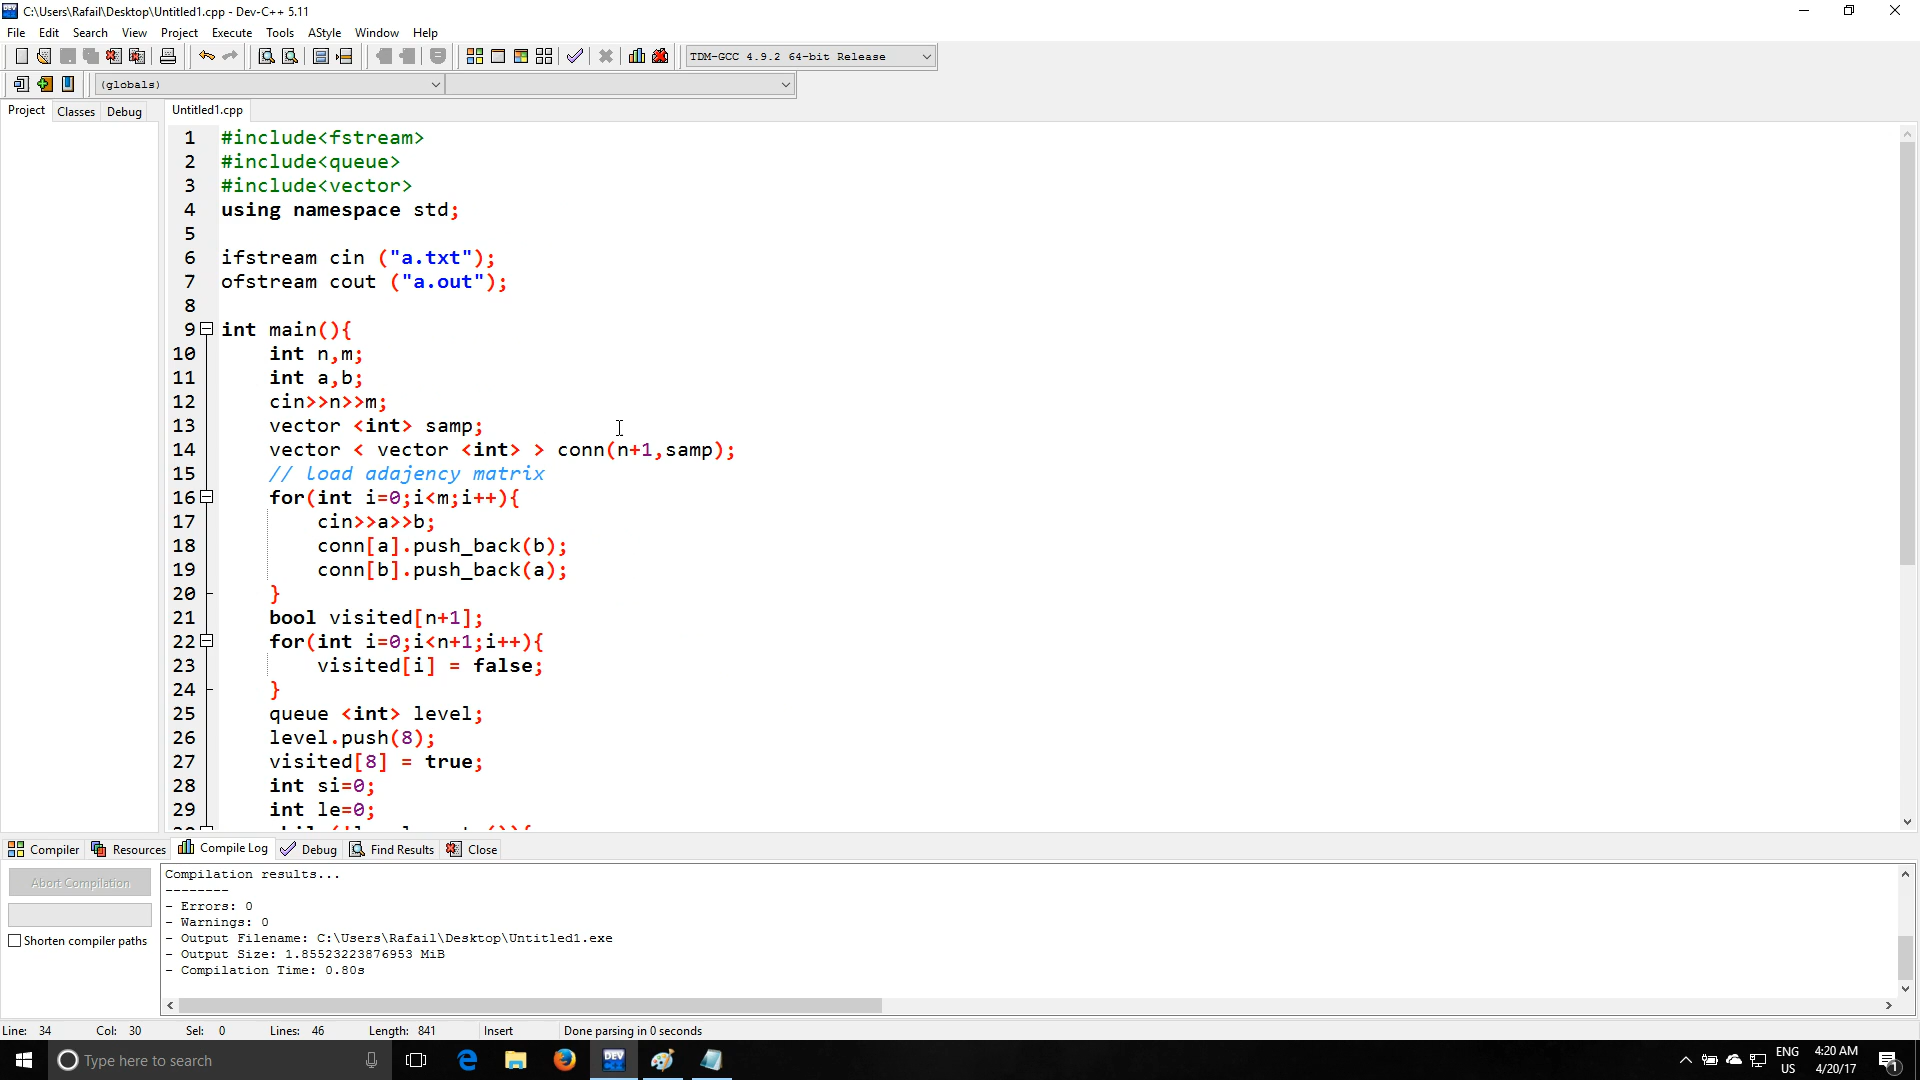 C:\Users\Rafail\Desktop\Untitled1.cpp - Dev-C++ 5.11
File Edit Search View Project Execute Tools AStyle Window Help
TDM-GCC 4.9.2 64-bit Release
(globals)
Project Classes Debug Untitled1.cpp
1 #include<fstream>
2 #include<queue>
3 #include<vector>
4 using namespace std;
5
6 ifstream cin ("a.txt");
7 ofstream cout ("a.out");
8
9 int main(){
10 int n,m;
11 int a,b;
12 cin>>n>>m;
13 vector <int> samp;
14 vector < vector <int> > conn(n+1,samp);
15 // Load adajency matrix
16 for(int i=0;i<m;i++){
17 cin>>a>>b;
18 conn[a].push_back(b);
19 conn[b].push_back(a);
20 }
21 bool visited[n+1];
22 for(int i=0;i<n+1;i++){
23 visited[i] = false;
24 }
25 queue <int> level;
26 level.push(8);
27 visited[8] = true;
28 int si=0;
29 int le=0;
Compiler Resources Compile Log Debug Find Results Close
Abort Compilation
Shorten compiler paths
Compilation results...
--------
- Errors: 0
- Warnings: 0
- Output Filename: C:\Users\Rafail\Desktop\Untitled1.exe
- Output Size: 1.85523223876953 MiB
- Compilation Time: 0.80s
Line: 34 Col: 30 Sel: 0 Lines: 46 Length: 841 Insert Done parsing in 0 seconds
Type here to search
DEV
ENG
US
4:20 AM
4/20/17
1